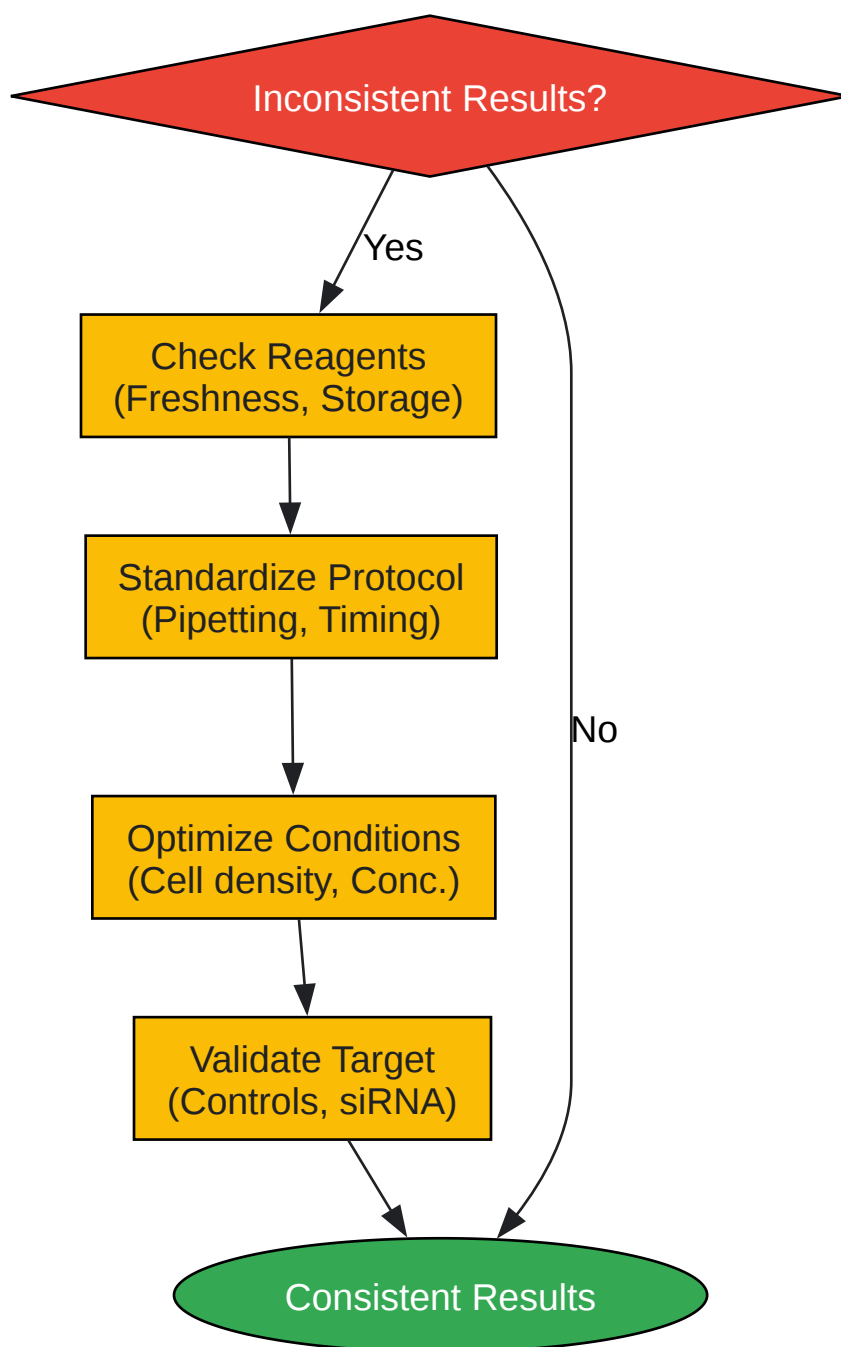 Inconsistent Results?
Yes
Check Reagents
(Freshness, Storage)
Standardize Protocol
(Pipetting, Timing)
No
Optimize Conditions
(Cell density, Conc.)
Validate Target
(Controls, siRNA)
Consistent Results